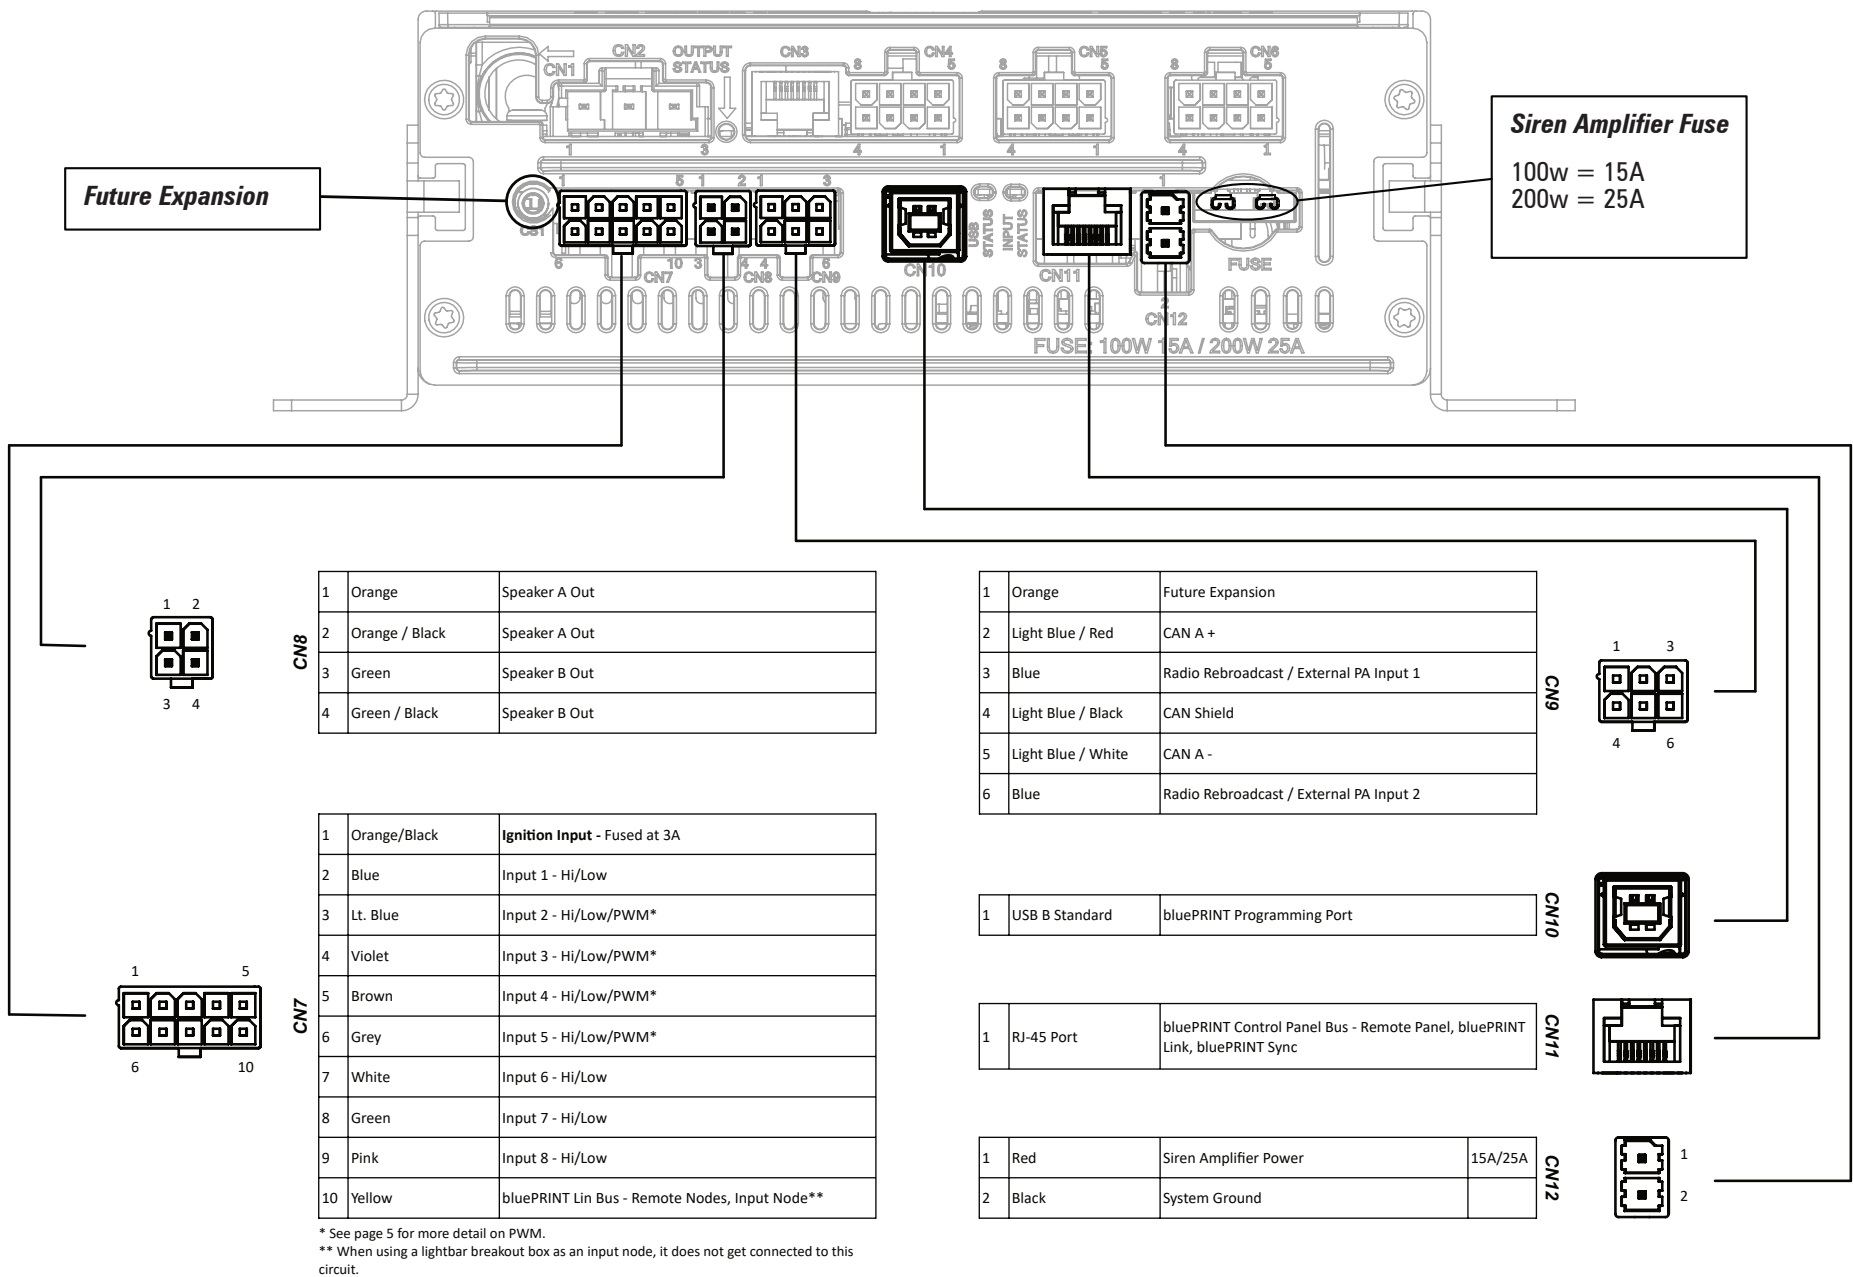 CN2
OUTPUT
STATUS
CN3
CN4
CN5
CN6
CN1
8
5
8
5
8
5
1
3
4
1
4
1
4
1
Siren Amplifier Fuse
100w = 15A
200w = 25A
Future Expansion
1
5
1
2
1
3
1
6
10
3
4
4
6
CN7
CN8
CN9
CN10
USB
STATUS
INPUT
STATUS
CN11
FUSE
2
CN12
FUSE: 100W 15A / 200W 25A
1 2
3 4
CN8
1 Orange Speaker A Out
2 Orange / Black Speaker A Out
3 Green Speaker B Out
4 Green / Black Speaker B Out
1 Orange Future Expansion
2 Light Blue / Red CAN A +
3 Blue Radio Rebroadcast / External PA Input 1
4 Light Blue / Black CAN Shield
5 Light Blue / White CAN A -
6 Blue Radio Rebroadcast / External PA Input 2
CN9
1 3
4 6
1 5
6 10
CN7
1 Orange/Black Ignition Input - Fused at 3A
2 Blue Input 1 - Hi/Low
3 Lt. Blue Input 2 - Hi/Low/PWM*
4 Violet Input 3 - Hi/Low/PWM*
5 Brown Input 4 - Hi/Low/PWM*
6 Grey Input 5 - Hi/Low/PWM*
7 White Input 6 - Hi/Low
8 Green Input 7 - Hi/Low
9 Pink Input 8 - Hi/Low
10 Yellow bluePRINT Lin Bus - Remote Nodes, Input Node**
* See page 5 for more detail on PWM.
** When using a lightbar breakout box as an input node, it does not get connected to this
circuit.
1 USB B Standard bluePRINT Programming Port
CN10
1 RJ-45 Port bluePRINT Control Panel Bus - Remote Panel, bluePRINT
Link, bluePRINT Sync
CN11
1 Red Siren Amplifier Power 15A/25A
2 Black System Ground
CN12
1
2